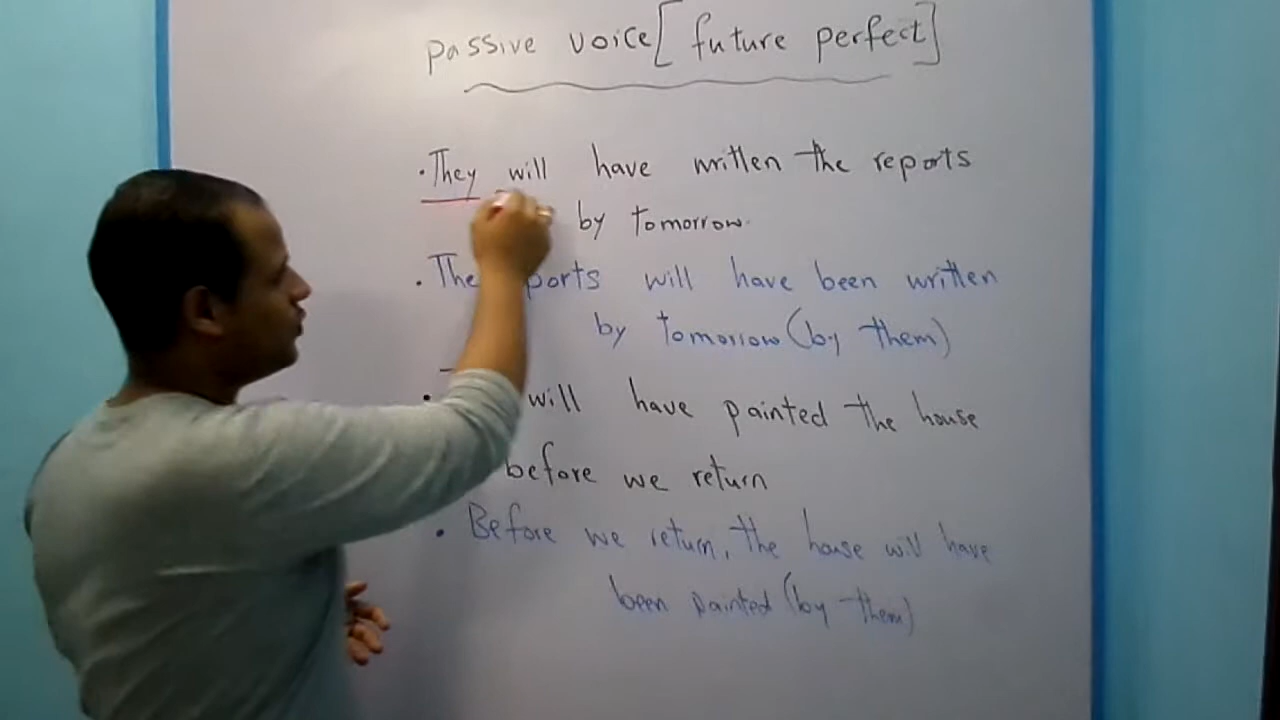 passive voice [future perfect]
• They will have written the reports
by tomorrow.
• The ports will have been written
by tomorrow (by them)
• will have painted the house
before we return
• Before we return, the house will have
been painted (by them)